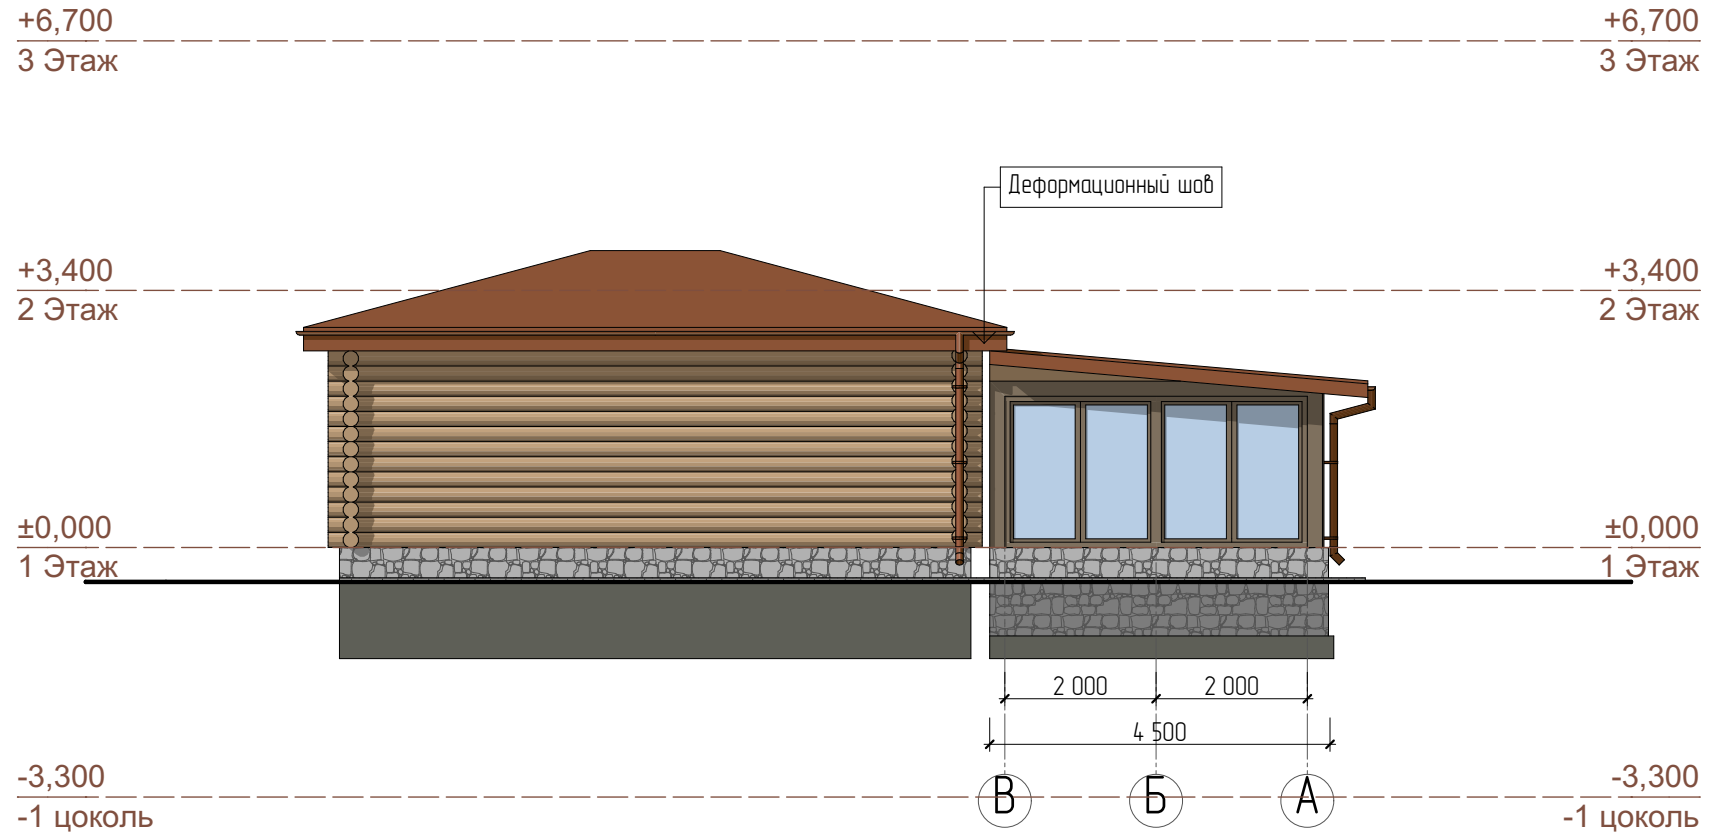 +6,700 +6,700
3 Этаж 3 Этаж
Деформационный шов
+3,400 +3,400
2 Этаж 2 Этаж
±0,000 ±0,000
1 Этаж 1 Этаж
2 000 2 000
4 500
-3,300 В Б А -3,300
-1 цоколь -1 цоколь